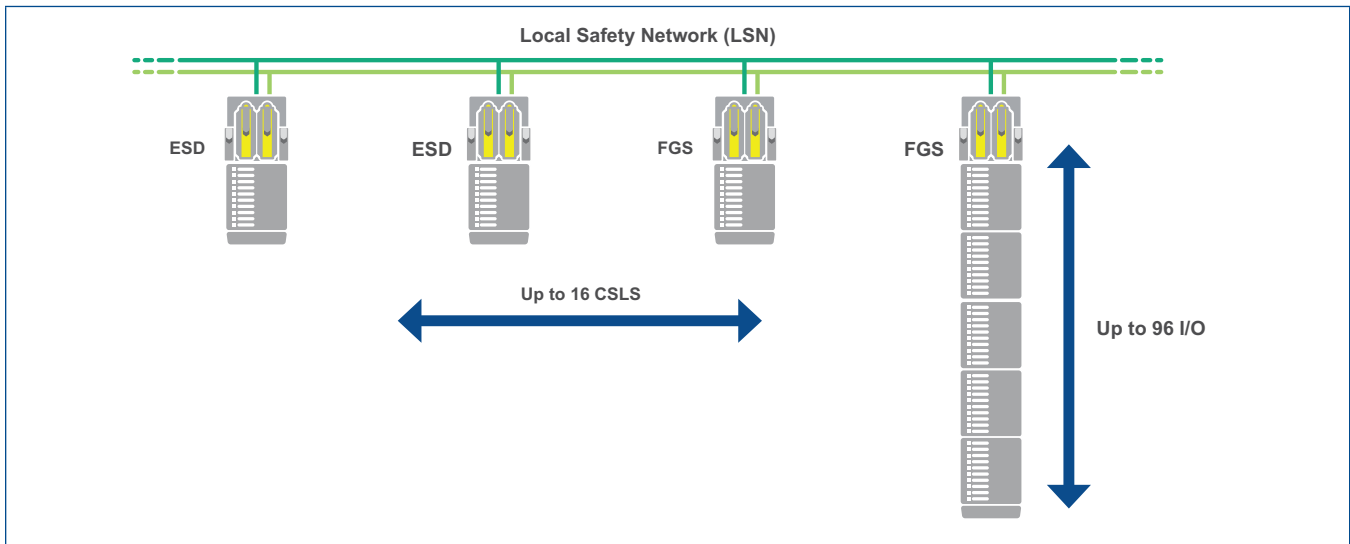 Local Safety Network (LSN)
ESD
ESD
FGS
FGS
Up to 16 CSLS
Up to 96 I/O